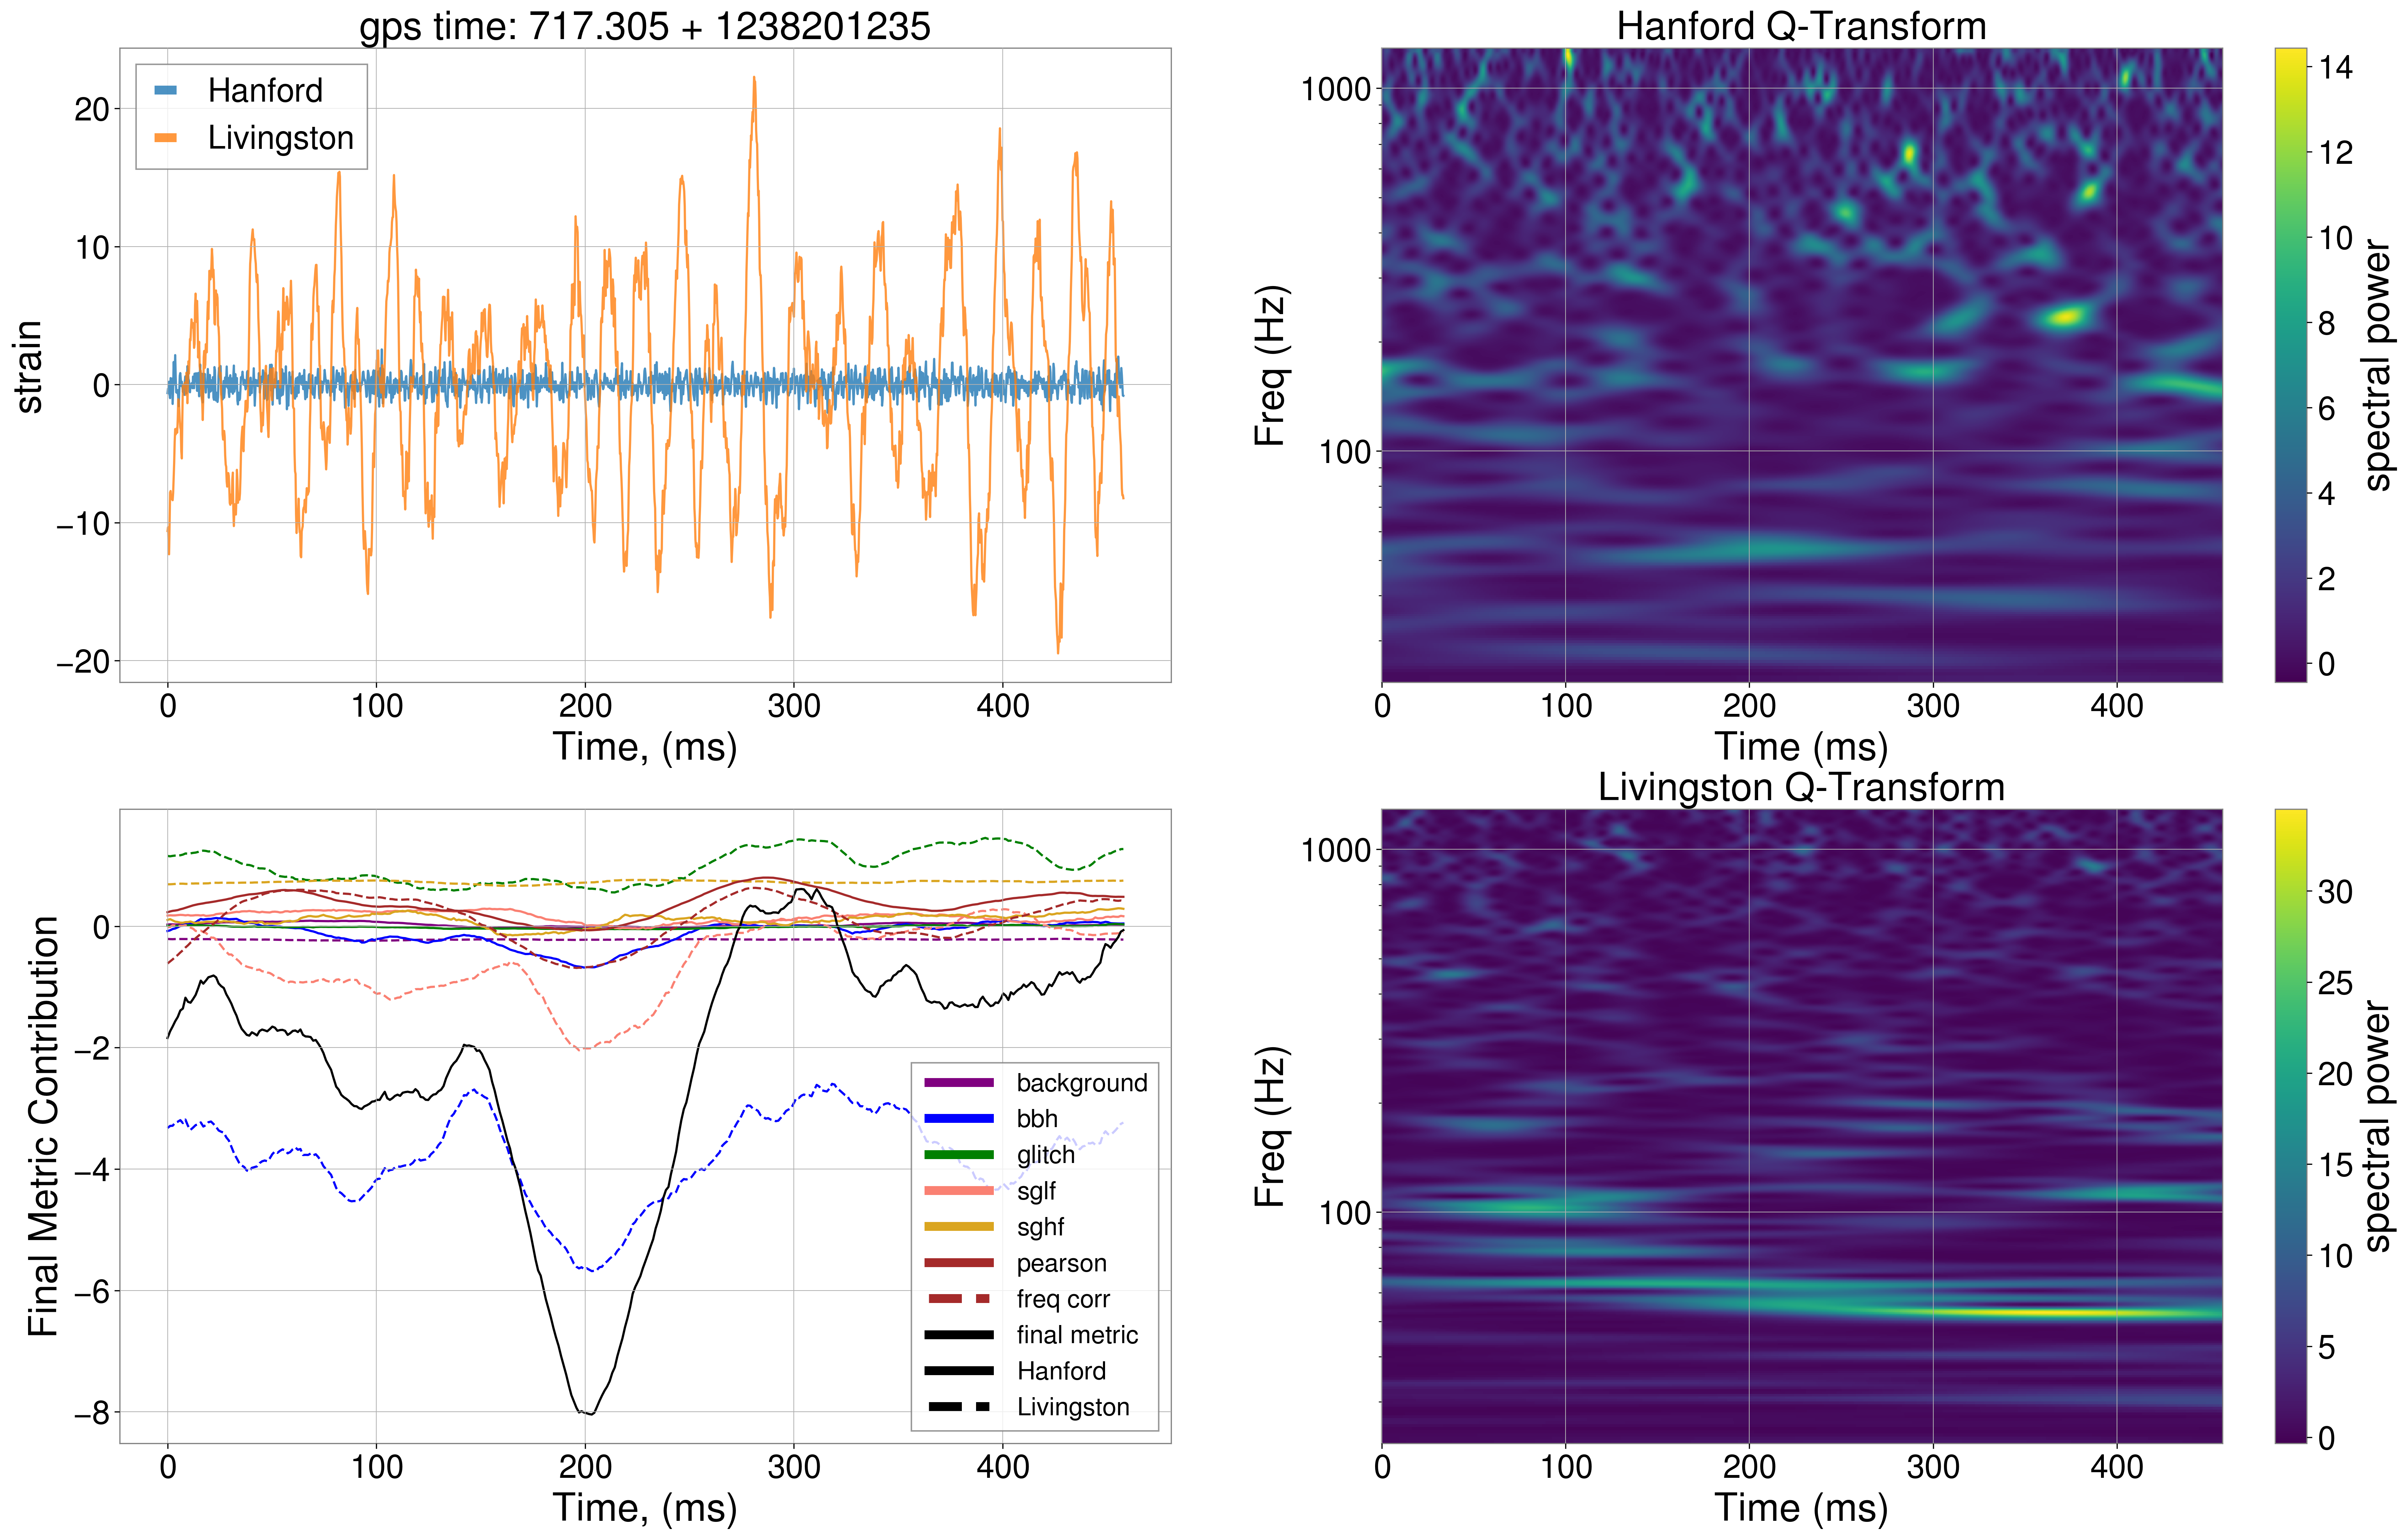 gps time: 717.305 + 1238201235
Hanford
Livingston
strain
20
10
0
−10
−20
0 100 200 300 400
Time, (ms)
Hanford Q-Transform
Freq (Hz)
1000
100
0 100 200 300 400
Time (ms)
14
12
10
8
6
4
2
0
spectral power
Final Metric Contribution
0
−2
−4
−6
−8
background
bbh
glitch
sglf
sghf
pearson
freq corr
final metric
Hanford
Livingston
0 100 200 300 400
Time, (ms)
Livingston Q-Transform
Freq (Hz)
1000
100
0 100 200 300 400
Time (ms)
30
25
20
15
10
5
0
spectral power